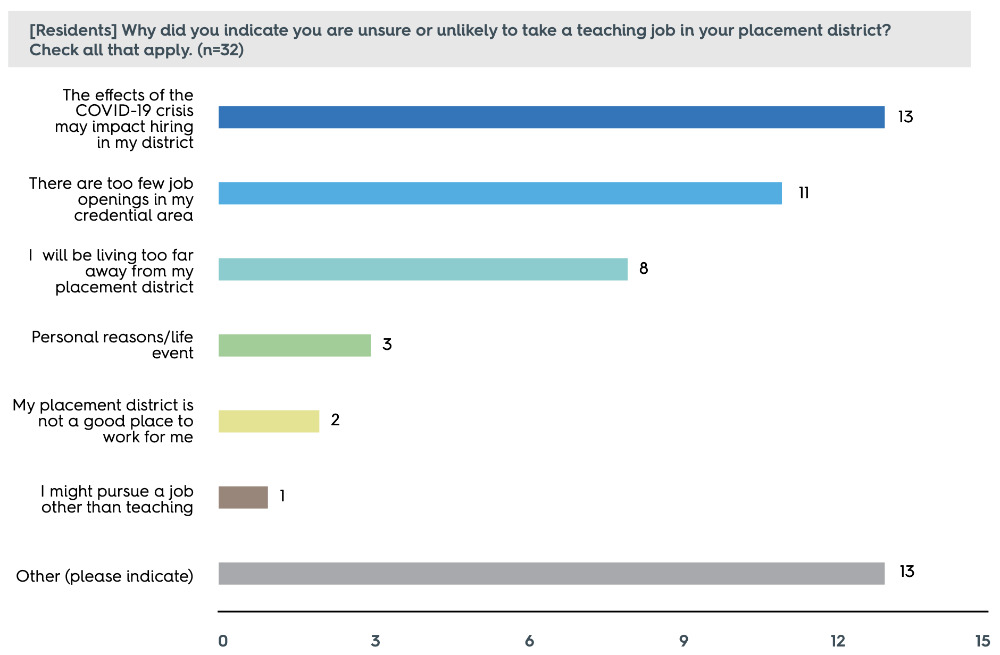 [Residents] Why did you indicate you are unsure or unlikely to take a teaching job in your placement district?
Check all that apply. (n=32)
The effects of the
COVID-19 crisis
may impact hiring
in my district
13
There are too few job
openings in my
credential area
11
I  will be living too far
away from my
placement district
8
Personal reasons/life
event
3
My placement district is
not a good place to
work for me
2
I might pursue a job
other than teaching
1
Other (please indicate)
13
0 3 6 9 12 15